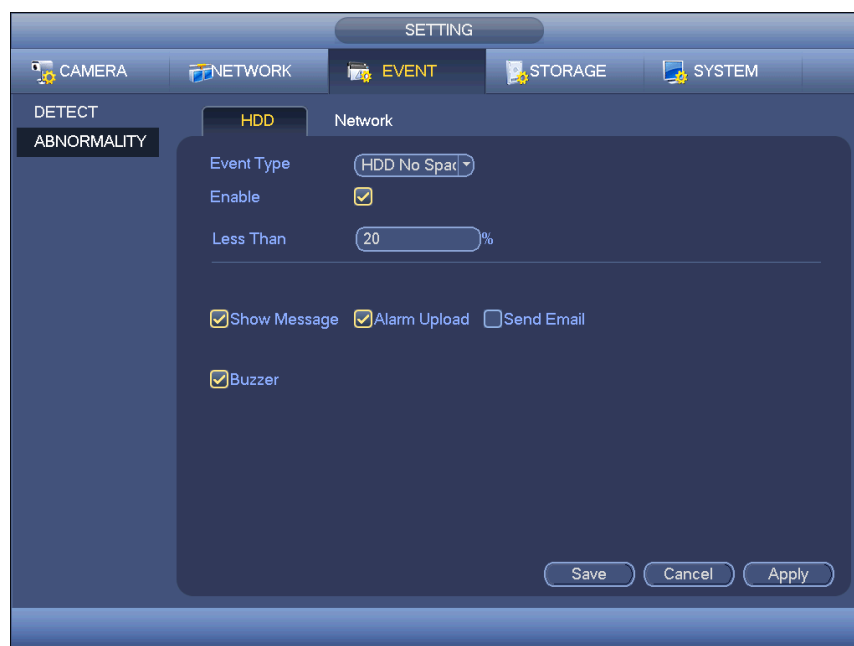 SETTING
CAMERA NETWORK EVENT STORAGE SYSTEM
DETECT
ABNORMALITY
HDD Network
Event Type HDD No Spac
Enable
Less Than 20 %
Show Message Alarm Upload Send Email
Buzzer
Save Cancel Apply